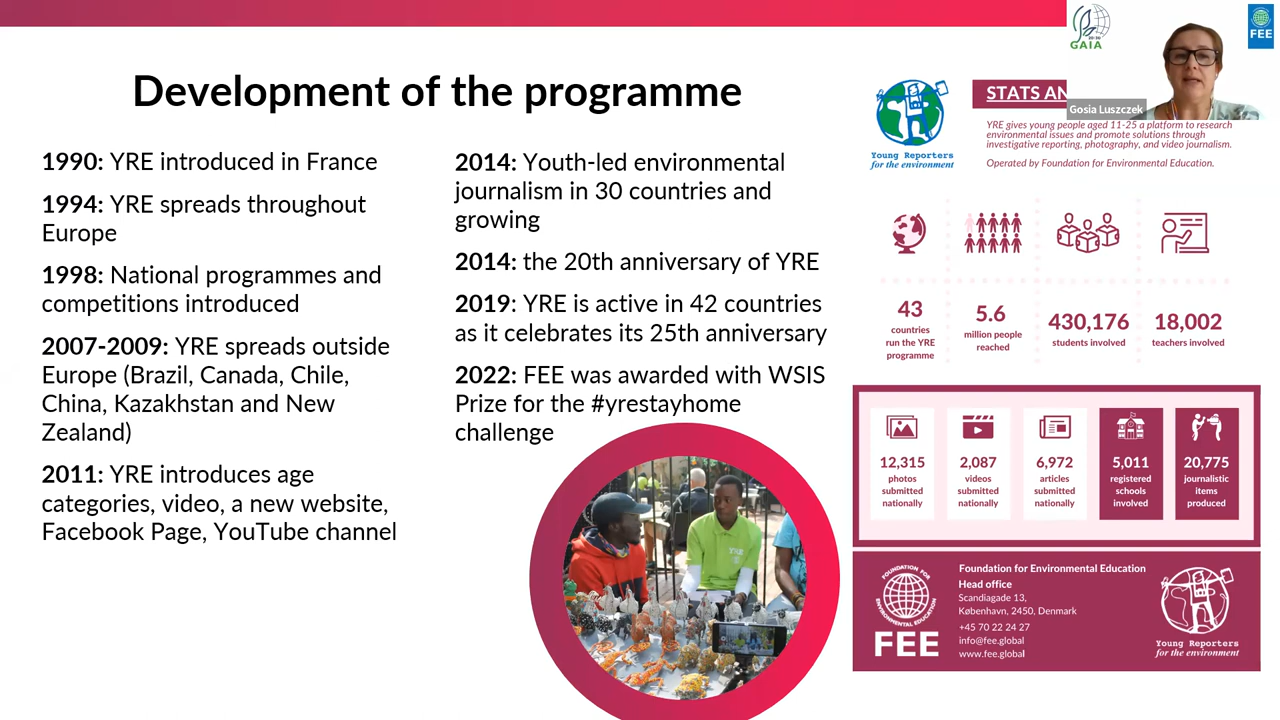 Development of the programme
1990: YRE introduced in France
1994: YRE spreads throughout
Europe
1998: National programmes and
competitions introduced
2007-2009: YRE spreads outside
Europe (Brazil, Canada, Chile,
China, Kazakhstan and New
Zealand)
2011: YRE introduces age
categories, video, a new website,
Facebook Page, YouTube channel
2014: Youth-led environmental
journalism in 30 countries and
growing
2014: the 20th anniversary of YRE
2019: YRE is active in 42 countries
as it celebrates its 25th anniversary
2022: FEE was awarded with WSIS
Prize for the #yrestayhome
challenge
GAIA
FEE
Gosia Luszczek
Young Reporters
for the environment
STATS AN
YRE gives young people aged 11-25 a platform to research
environmental issues and promote solutions through
investigative reporting, photography, and video journalism.
Operated by Foundation for Environmental Education.
43
countries
run the YRE
programme
5.6
million people
reached
430,176
students involved
18,002
teachers involved
12,315
photos
submitted
nationally
2,087
videos
submitted
nationally
6,972
articles
submitted
nationally
5,011
registered
schools
involved
20,775
journalistic
items
produced
FOUNDATION FOR
ENVIRONMENTAL EDUCATION
FEE
Foundation for Environmental Education
Head office
Scandiagade 13,
København, 2450, Denmark
+45 70 22 24 27
info@fee.global
www.fee.global
Young Reporters
for the environment